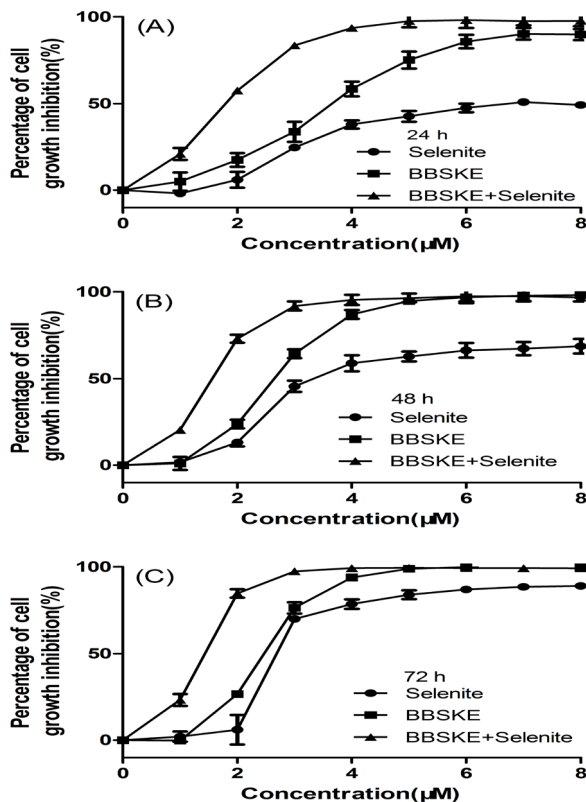 (A)
Percentage of cell
growth inhibition(%)
100
50
0
24 h
Selenite
BBSKE
BBSKE+Selenite
0 2 4 6 8
Concentration(µM)
(B)
Percentage of cell
growth inhibition(%)
100
50
0
48 h
Selenite
BBSKE
BBSKE+Selenite
0 2 4 6 8
Concentration(µM)
(C)
Percentage of cell
growth inhibition(%)
100
50
0
72 h
Selenite
BBSKE
BBSKE+Selenite
0 2 4 6 8
Concentration(µM)